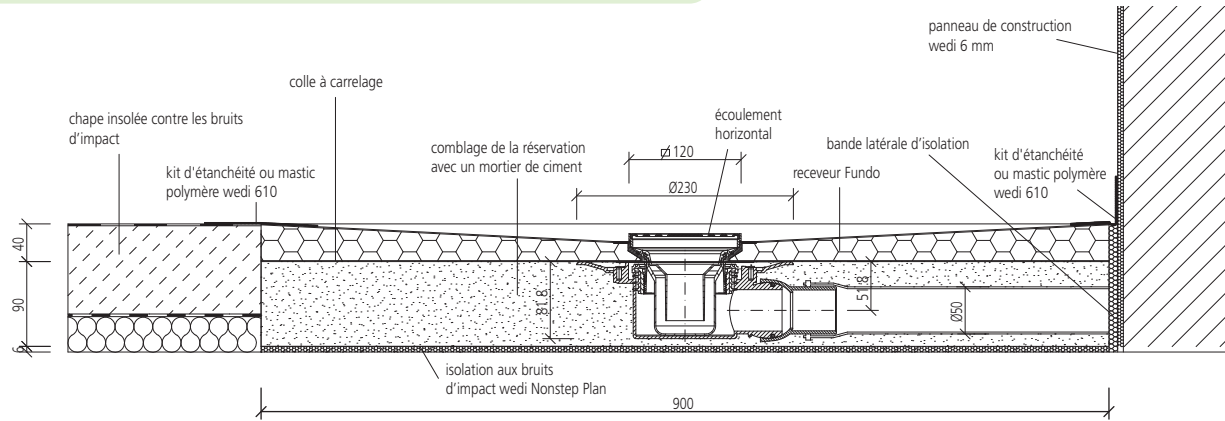 panneau de construction
wedi 6 mm
colle à carrelage
chape insolée contre les bruits
d'impact
écoulement
horizontal
comblage de la réservation
avec un mortier de ciment
bande latérale d'isolation
kit d'étanchéité
ou mastic
polymère
wedi 610
kit d'étanchéité ou mastic
polymère wedi 610
120
receveur Fundo
Ø230
40
90
6
81.8
51.8
Ø50
isolation aux bruits
d'impact wedi Nonstep Plan
900